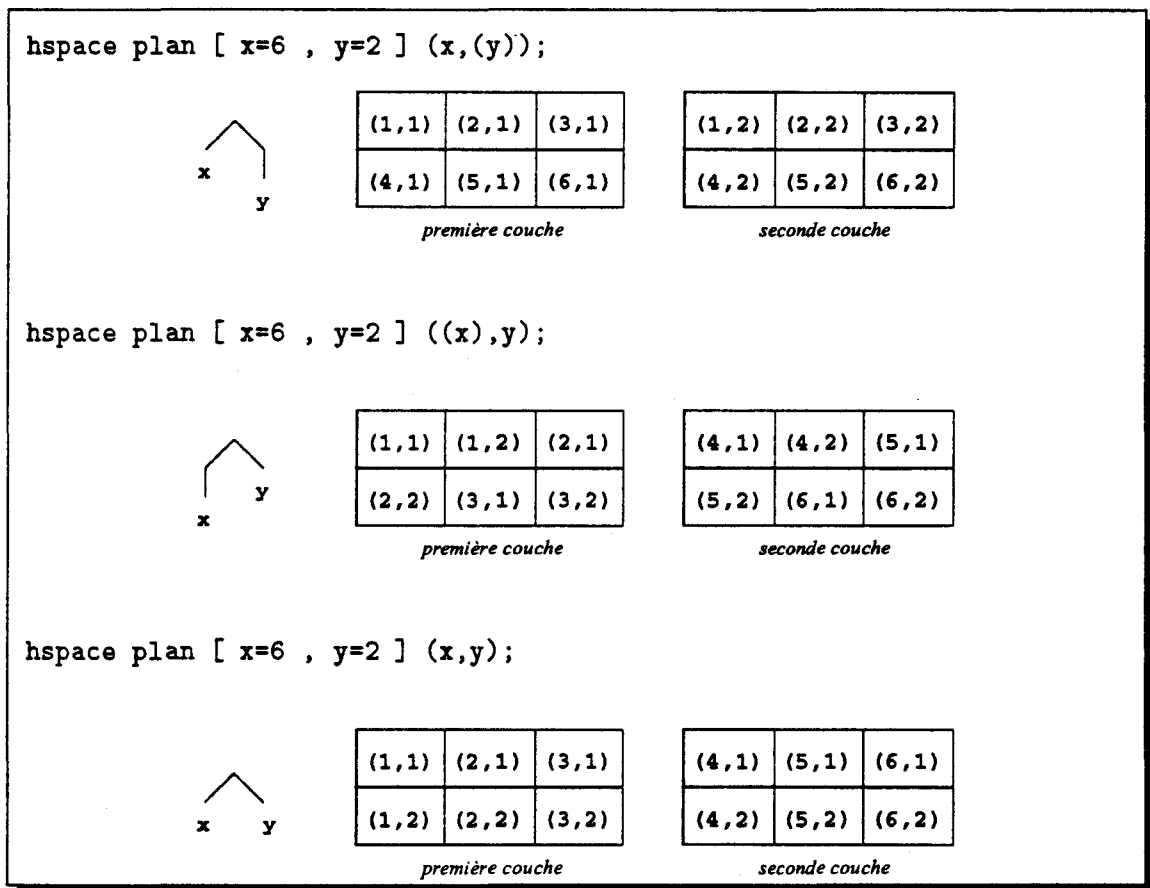 hspace plan [ x=6 , y=2 ] (x,(y));
(1,1) (2,1) (3,1) (1,2) (2,2) (3,2)
x
(4,1) (5,1) (6,1) (4,2) (5,2) (6,2)
y
première couche seconde couche
hspace plan [ x=6 , y=2 ] ((x),y);
(1,1) (1,2) (2,1) (4,1) (4,2) (5,1)
y
(2,2) (3,1) (3,2) (5,2) (6,1) (6,2)
x
première couche seconde couche
hspace plan [ x=6 , y=2 ] (x,y);
(1,1) (2,1) (3,1) (4,1) (5,1) (6,1)
x y
(1,2) (2,2) (3,2) (4,2) (5,2) (6,2)
première couche seconde couche